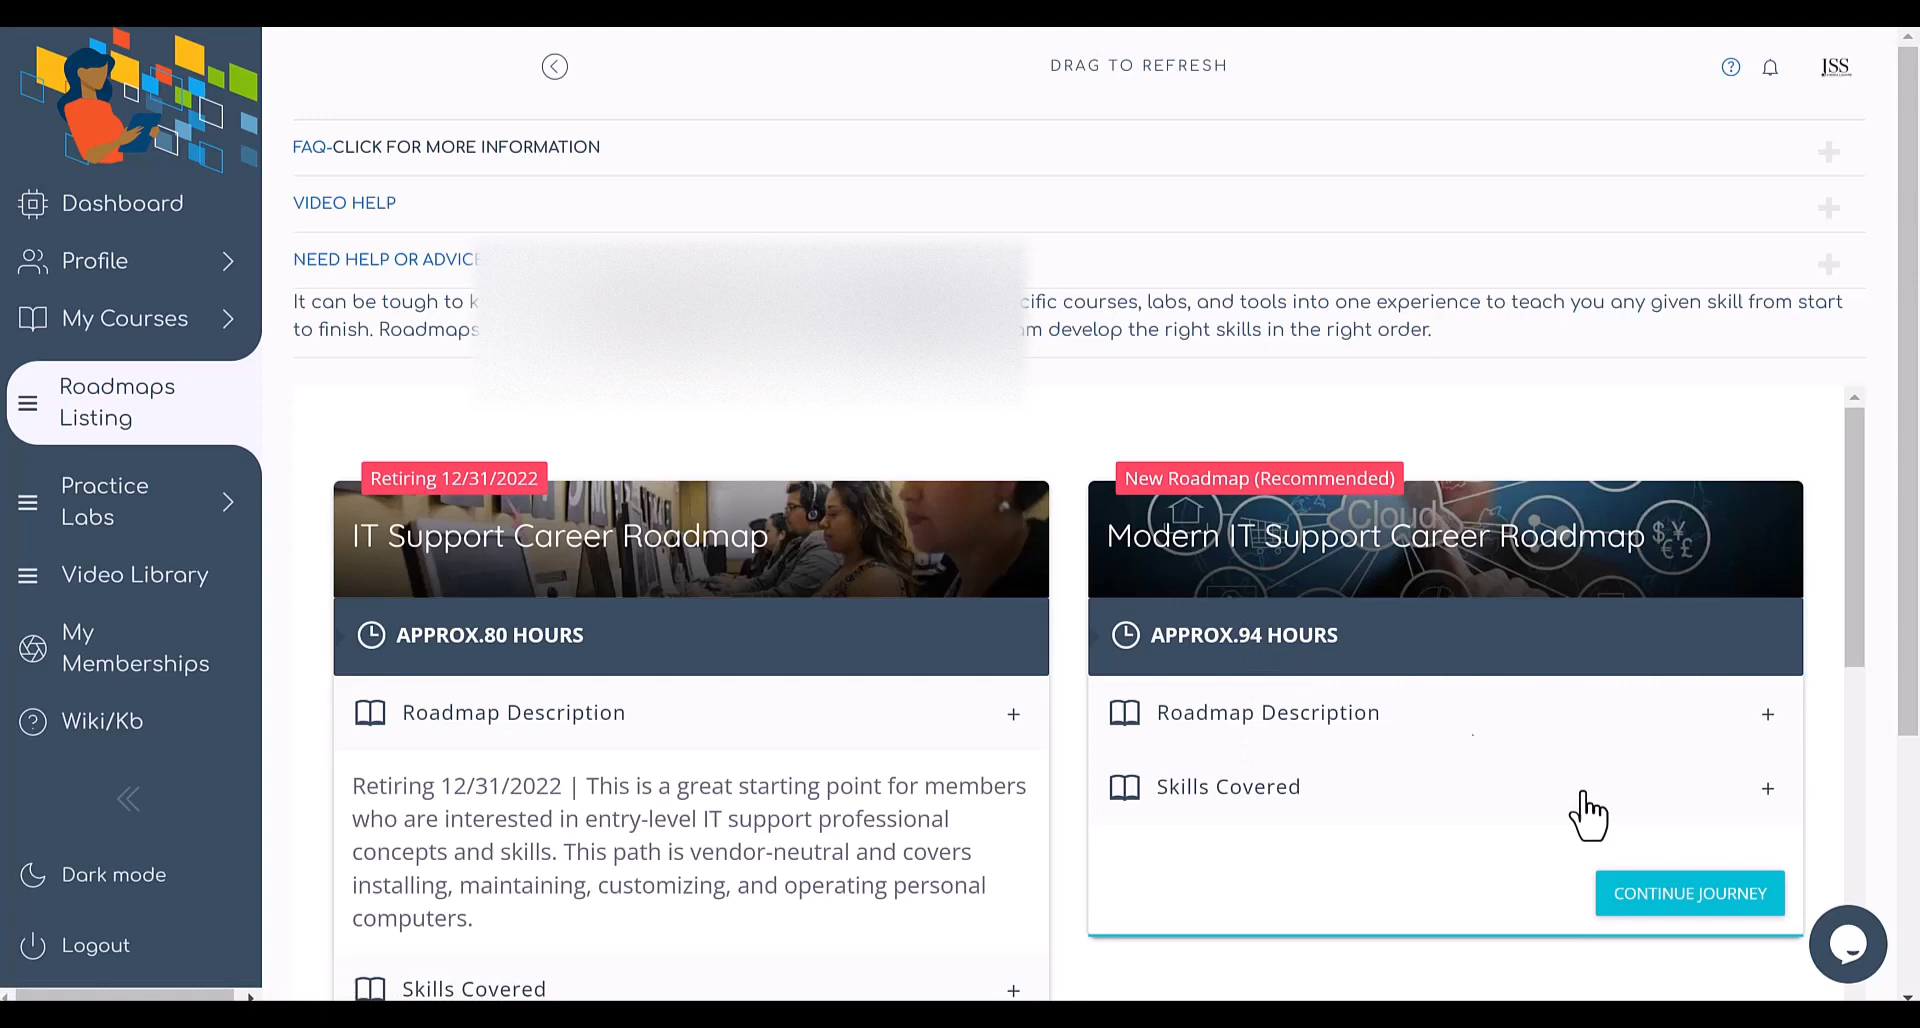 DRAG TO REFRESH
JSS
FAQ-CLICK FOR MORE INFORMATION
VIDEO HELP
NEED HELP OR ADVICE
It can be tough to k
cific courses, labs, and tools into one experience to teach you any given skill from start
to finish. Roadmaps
m develop the right skills in the right order.
Dashboard
Profile
My Courses
Roadmaps
Listing
Practice
Labs
Video Library
My
Memberships
Wiki/Kb
Dark mode
Logout
Retiring 12/31/2022
IT Support Career Roadmap
APPROX.80 HOURS
Roadmap Description
+
Retiring 12/31/2022 | This is a great starting point for members
who are interested in entry-level IT support professional
concepts and skills. This path is vendor-neutral and covers
installing, maintaining, customizing, and operating personal
computers.
Skills Covered
+
New Roadmap (Recommended)
Cloud
Modern IT Support Career Roadmap
APPROX.94 HOURS
Roadmap Description
+
Skills Covered
+
CONTINUE JOURNEY